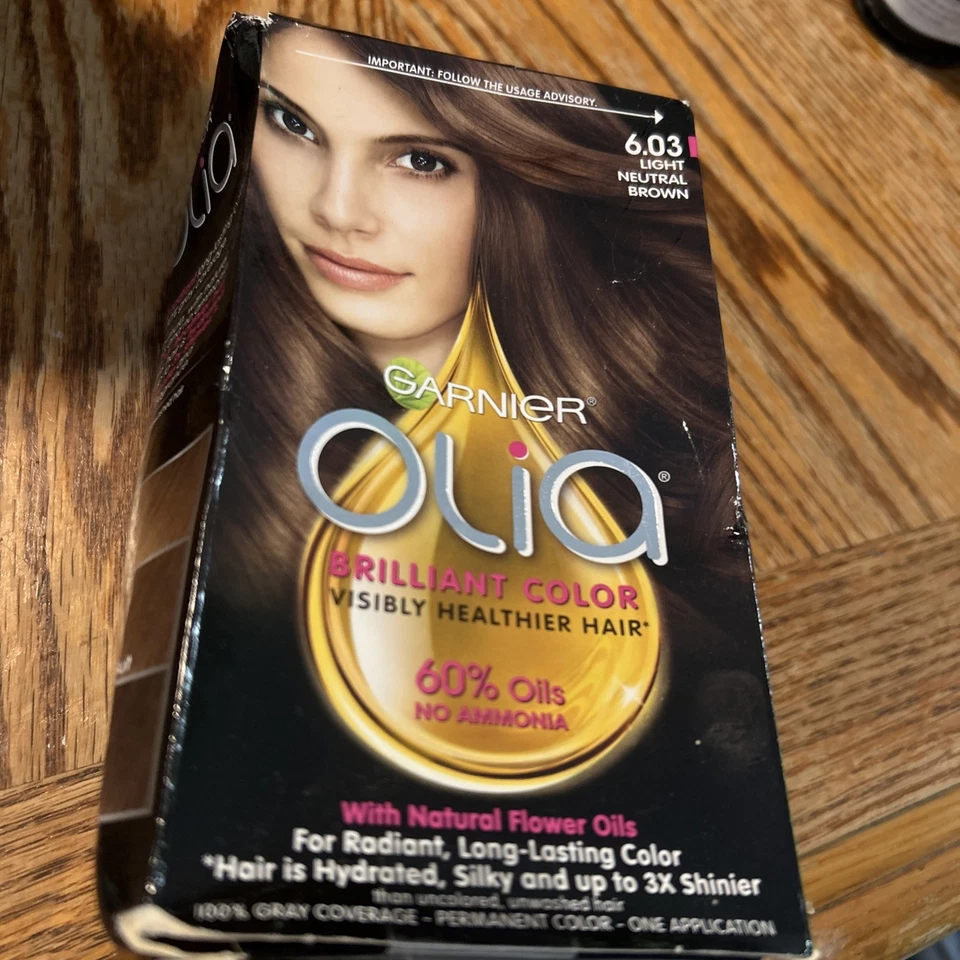 IMPORTANT: FOLLOW THE USAGE ADVISORY.
6.03
LIGHT
NEUTRAL
BROWN
GARNIER®
OLiA®
BRILLIANT COLOR
VISIBLY HEALTHIER HAIR*
60% Oils
NO AMMONIA
With Natural Flower Oils
For Radiant, Long-Lasting Color
*Hair is Hydrated, Silky and up to 3X Shinier
than uncolored, unwashed hair
100% GRAY COVERAGE – PERMANENT COLOR – ONE APPLICATION